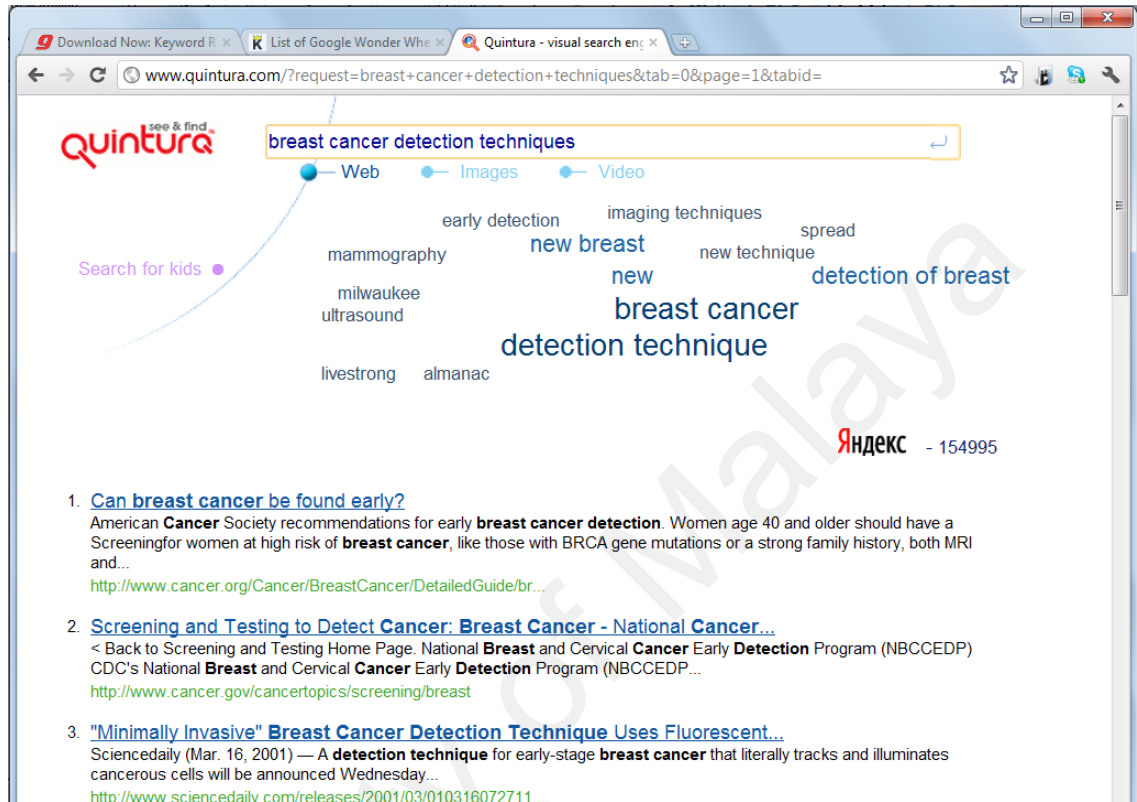 Download Now: Keyword R
List of Google Wonder Whe
Quintura - visual search eng
www.quintura.com/?request=breast+cancer+detection+techniques&tab=0&page=1&tabid=
see & find
quintura
breast cancer detection techniques
Web Images Video
early detection imaging techniques
spread
mammography new breast new technique
Search for kids
new detection of breast
milwaukee
ultrasound breast cancer
detection technique
livestrong almanac
Яндекс - 154995
1. Can breast cancer be found early?
American Cancer Society recommendations for early breast cancer detection. Women age 40 and older should have a
Screeningfor women at high risk of breast cancer, like those with BRCA gene mutations or a strong family history, both MRI
and...
http://www.cancer.org/Cancer/BreastCancer/DetailedGuide/br...
2. Screening and Testing to Detect Cancer: Breast Cancer - National Cancer...
< Back to Screening and Testing Home Page. National Breast and Cervical Cancer Early Detection Program (NBCCEDP)
CDC's National Breast and Cervical Cancer Early Detection Program (NBCCEDP...
http://www.cancer.gov/cancertopics/screening/breast
3. "Minimally Invasive" Breast Cancer Detection Technique Uses Fluorescent...
Sciencedaily (Mar. 16, 2001) — A detection technique for early-stage breast cancer that literally tracks and illuminates
cancerous cells will be announced Wednesday...
http://www.sciencedaily.com/releases/2001/03/010316072711...
of Malaya